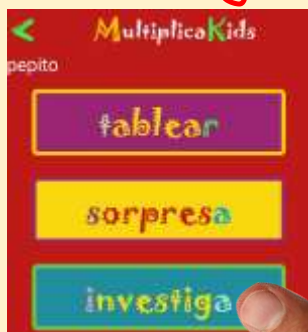 MultiplicaKids
pepito
tablear
sorpresa
investiga